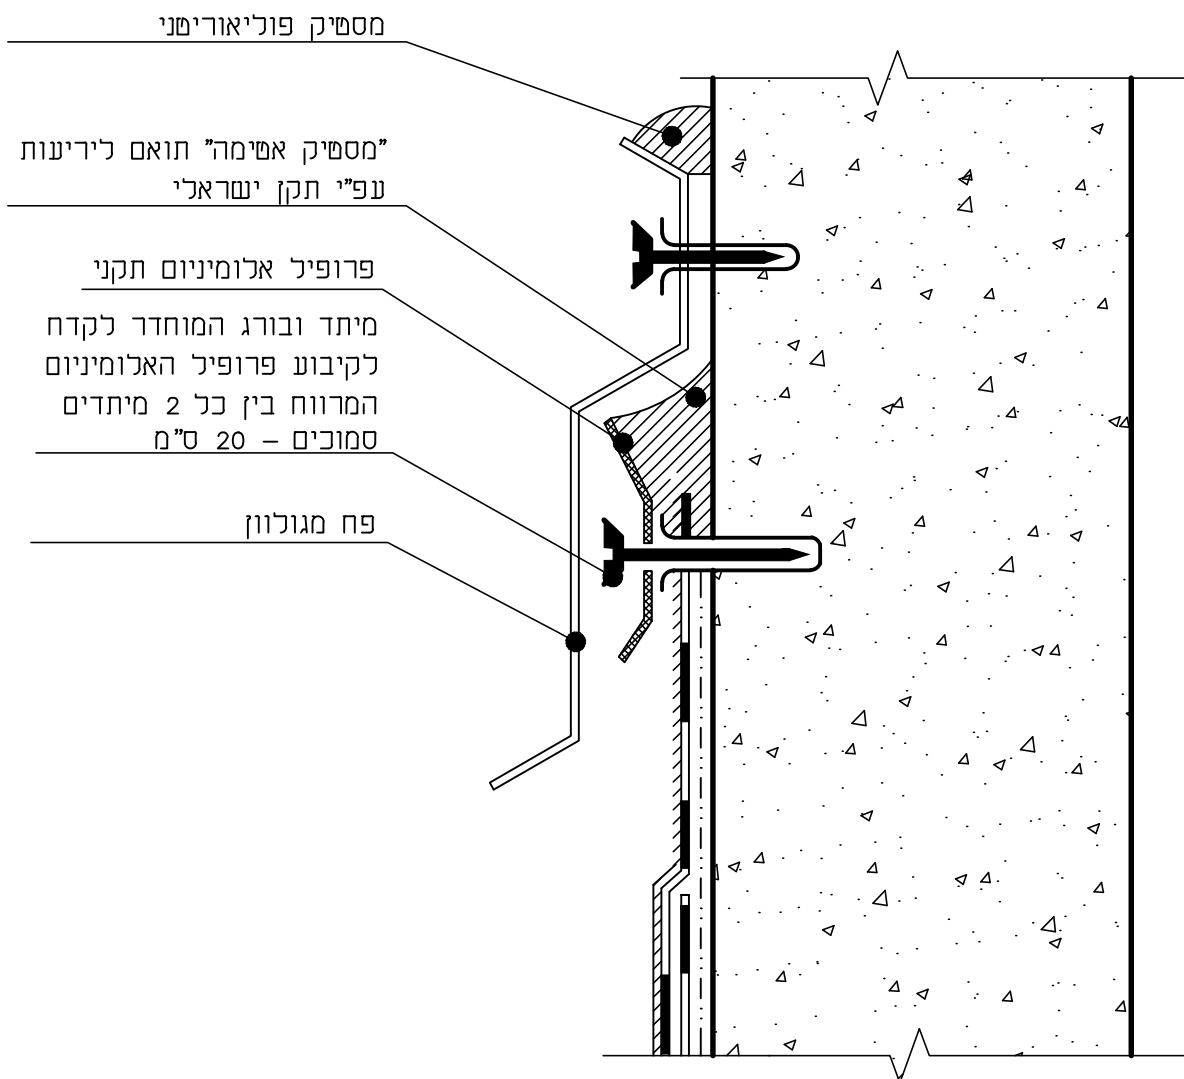 מסטיק פוליאוריטני
"מסטיק אטימה" תואם ליריעות
עפ"י תקן ישראלי
פרופיל אלומיניום תקני
מיתד ובורג המוחדר לקדח
לקיבוע פרופיל האלומיניום
המרווח בין כל 2 מיתדים
סמוכים – 20 ס"מ
פח מגולוון